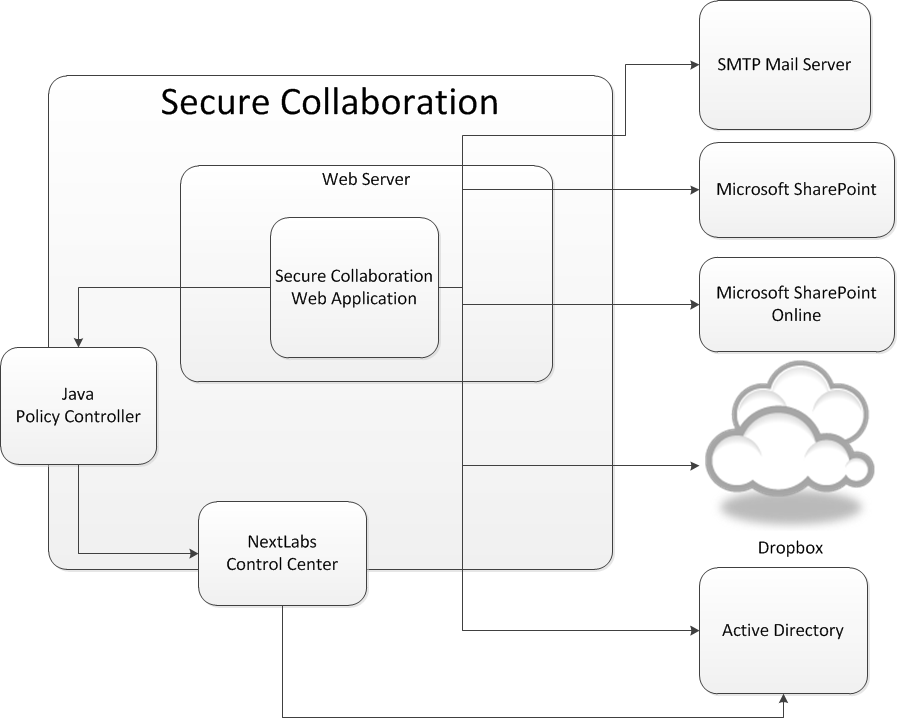 Secure Collaboration
Web Server
Secure Collaboration
Web Application
Java
Policy Controller
NextLabs
Control Center
SMTP Mail Server
Microsoft SharePoint
Microsoft SharePoint
Online
Dropbox
Active Directory